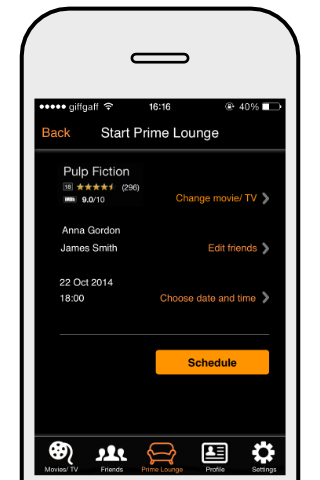 giffgaff 16:16 40%
Back Start Prime Lounge
Pulp Fiction
18 (296)
9.0/10
Change movie/ TV
Anna Gordon
James Smith
Edit friends
22 Oct 2014
18:00
Choose date and time
Schedule
Movies/ TV Friends Prime Lounge Profile Settings